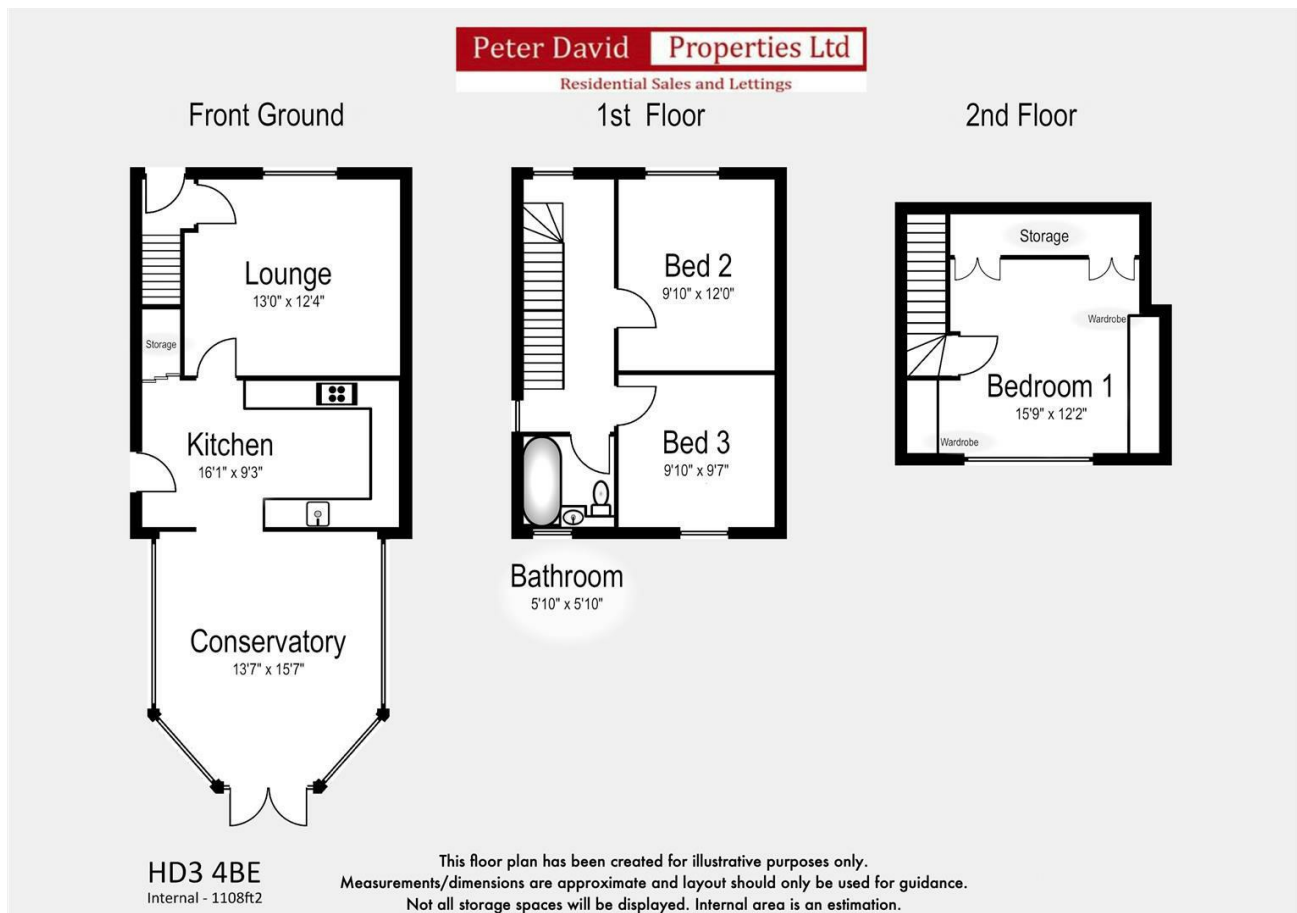 Peter David Properties Ltd
Residential Sales and Lettings
Front Ground
1st Floor
2nd Floor
Lounge
13'0" x 12'4"
Storage
Kitchen
16'1" x 9'3"
Conservatory
13'7" x 15'7"
Bed 2
9'10" x 12'0"
Bed 3
9'10" x 9'7"
Bathroom
5'10" x 5'10"
Storage
Wardrobe
Bedroom 1
15'9" x 12'2"
Wardrobe
HD3 4BE
Internal - 1108ft2
This floor plan has been created for illustrative purposes only.
Measurements/dimensions are approximate and layout should only be used for guidance.
Not all storage spaces will be displayed. Internal area is an estimation.